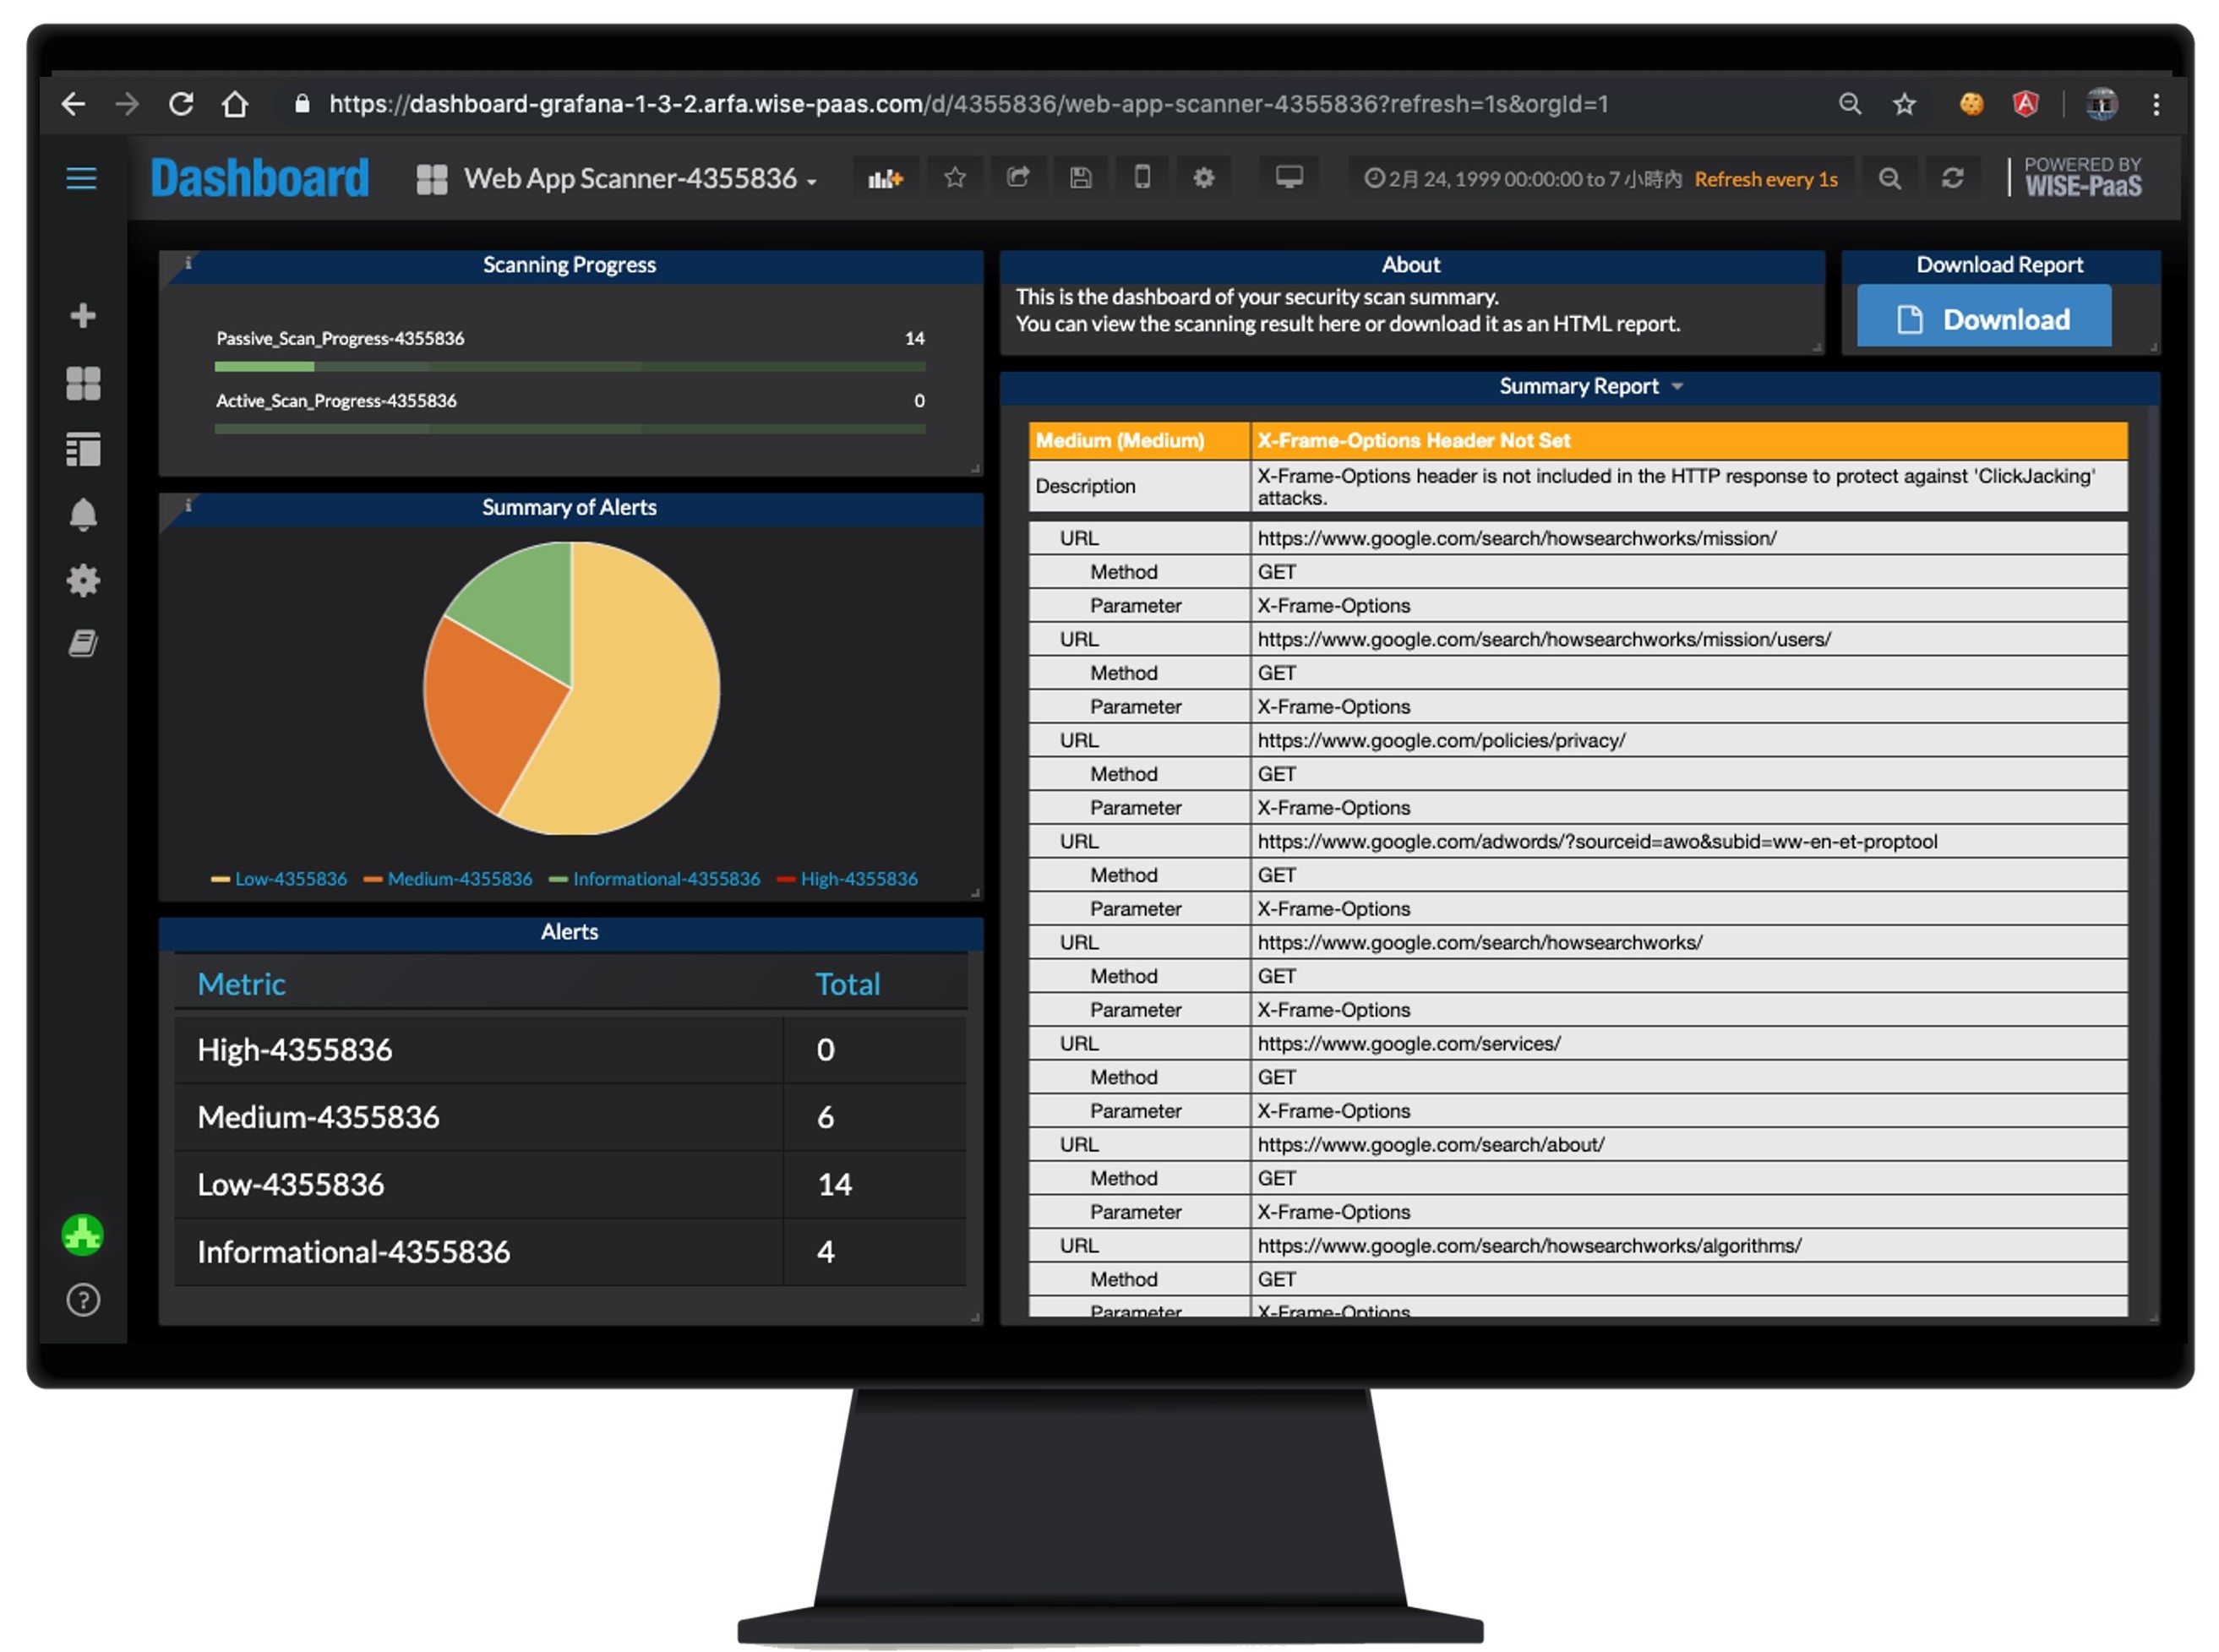 https://dashboard-grafana-1-3-2.arfa.wise-paas.com/d/4355836/web-app-scanner-4355836?refresh=1s&orgId=1
Dashboard
Web App Scanner-4355836
2月 24, 1999 00:00:00 to 7 小時內 Refresh every 1s
POWERED BY
WISE-PaaS
Scanning Progress
Passive_Scan_Progress-4355836 14
Active_Scan_Progress-4355836 0
Summary of Alerts
Low-4355836 Medium-4355836 Informational-4355836 High-4355836
Alerts
Metric Total
High-4355836 0
Medium-4355836 6
Low-4355836 14
Informational-4355836 4
About
This is the dashboard of your security scan summary.
You can view the scanning result here or download it as an HTML report.
Download Report
Download
Summary Report
Medium (Medium) X-Frame-Options Header Not Set
Description X-Frame-Options header is not included in the HTTP response to protect against 'ClickJacking'
attacks.
URL https://www.google.com/search/howsearchworks/mission/
Method GET
Parameter X-Frame-Options
URL https://www.google.com/search/howsearchworks/mission/users/
Method GET
Parameter X-Frame-Options
URL https://www.google.com/policies/privacy/
Method GET
Parameter X-Frame-Options
URL https://www.google.com/adwords/?sourceid=awo&subid=ww-en-et-proptool
Method GET
Parameter X-Frame-Options
URL https://www.google.com/search/howsearchworks/
Method GET
Parameter X-Frame-Options
URL https://www.google.com/services/
Method GET
Parameter X-Frame-Options
URL https://www.google.com/search/about/
Method GET
Parameter X-Frame-Options
URL https://www.google.com/search/howsearchworks/algorithms/
Method GET
Parameter X-Frame-Options